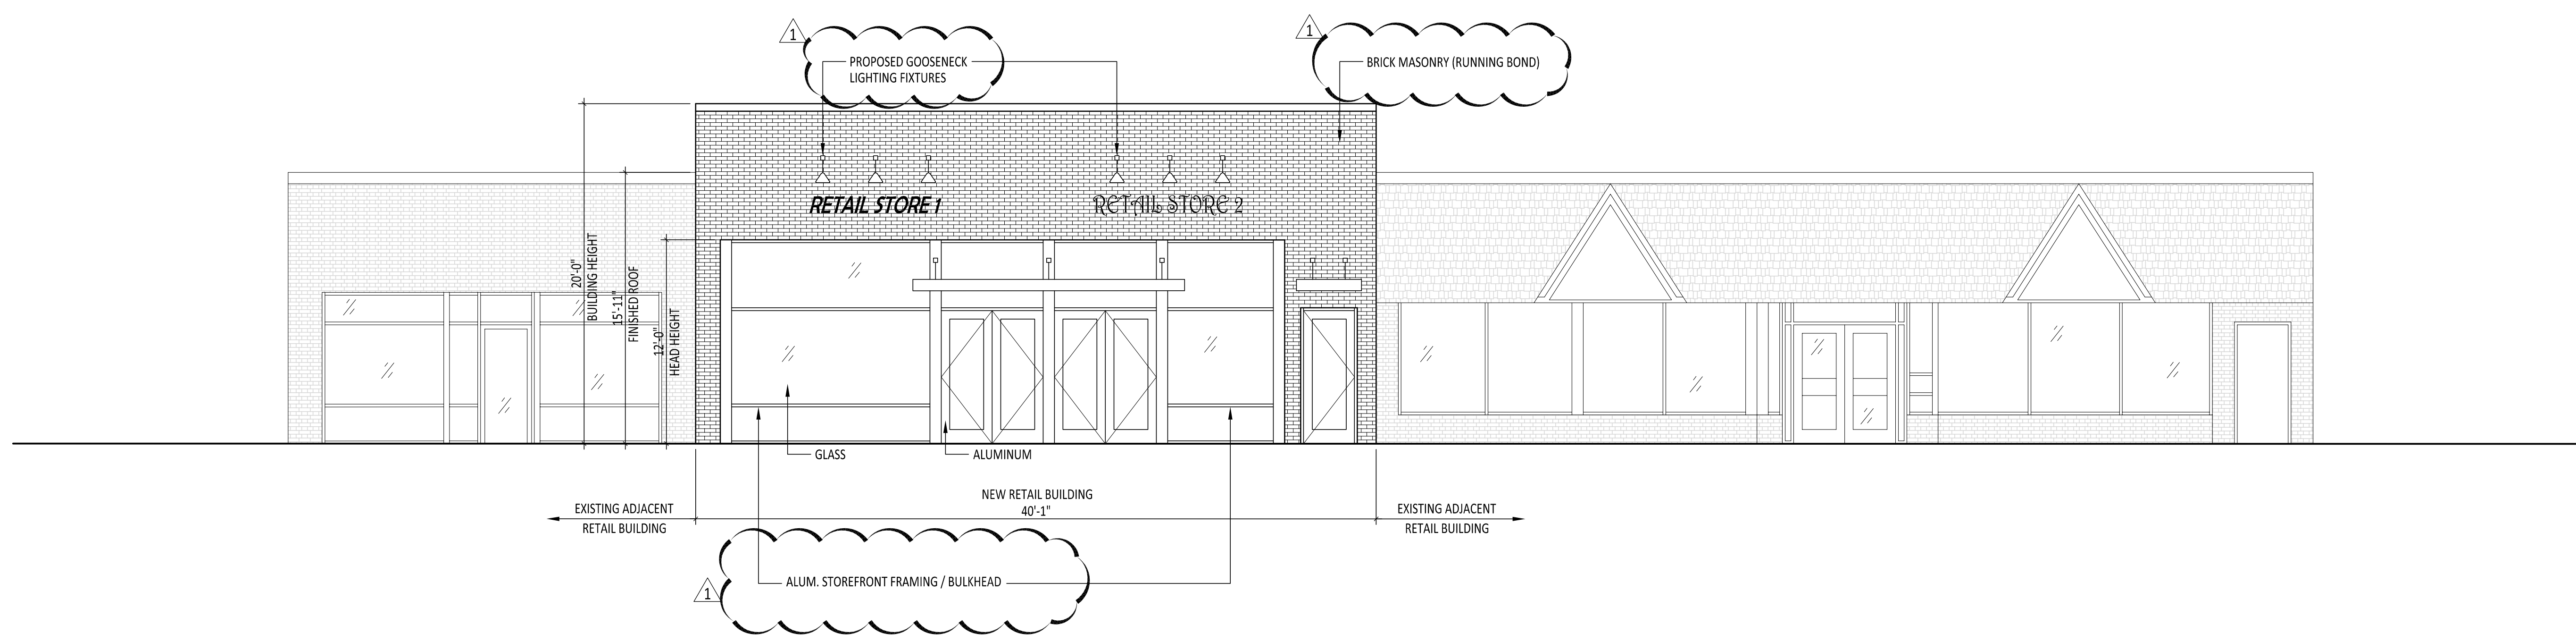 1
1
PROPOSED GOOSENECK
LIGHTING FIXTURES
BRICK MASONRY (RUNNING BOND)
RETAIL STORE 1
RETAIL STORE 2
20'-0"
BUILDING HEIGHT
15'-11"
FINISHED ROOF
12'-0"
HEAD HEIGHT
GLASS
ALUMINUM
NEW RETAIL BUILDING
40'-1"
EXISTING ADJACENT
RETAIL BUILDING
EXISTING ADJACENT
RETAIL BUILDING
ALUM. STOREFRONT FRAMING / BULKHEAD
1